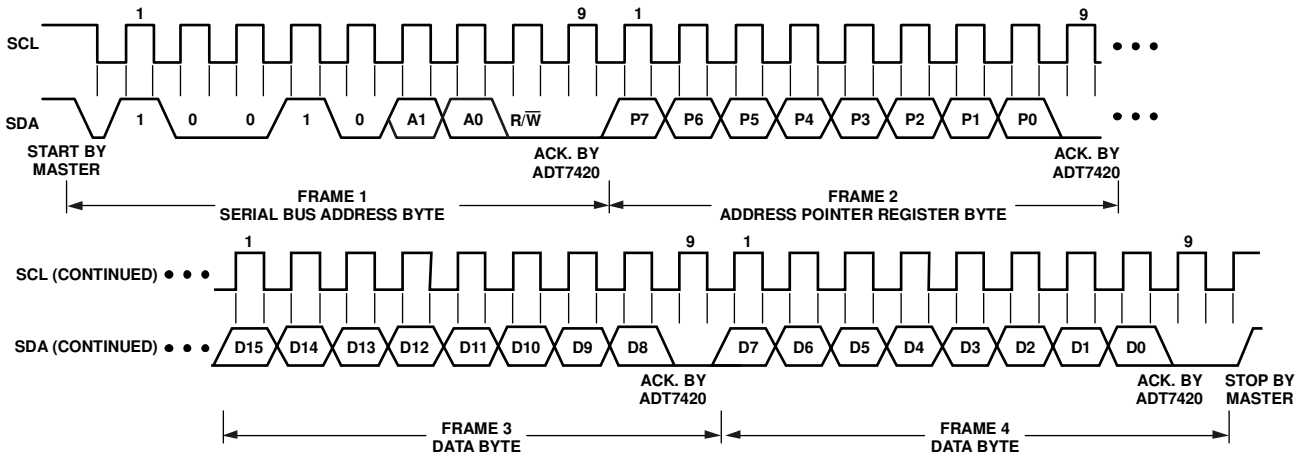 1 9 1 9
SCL
SDA 1 0 0 1 0 A1 A0 R/W̅ P7 P6 P5 P4 P3 P2 P1 P0
START BY
MASTER
ACK. BY
ADT7420
ACK. BY
ADT7420
FRAME 1
SERIAL BUS ADDRESS BYTE
FRAME 2
ADDRESS POINTER REGISTER BYTE
1 9 1 9
SCL (CONTINUED)
SDA (CONTINUED) D15 D14 D13 D12 D11 D10 D9 D8 D7 D6 D5 D4 D3 D2 D1 D0
ACK. BY
ADT7420
ACK. BY
ADT7420
STOP BY
MASTER
FRAME 3
DATA BYTE
FRAME 4
DATA BYTE